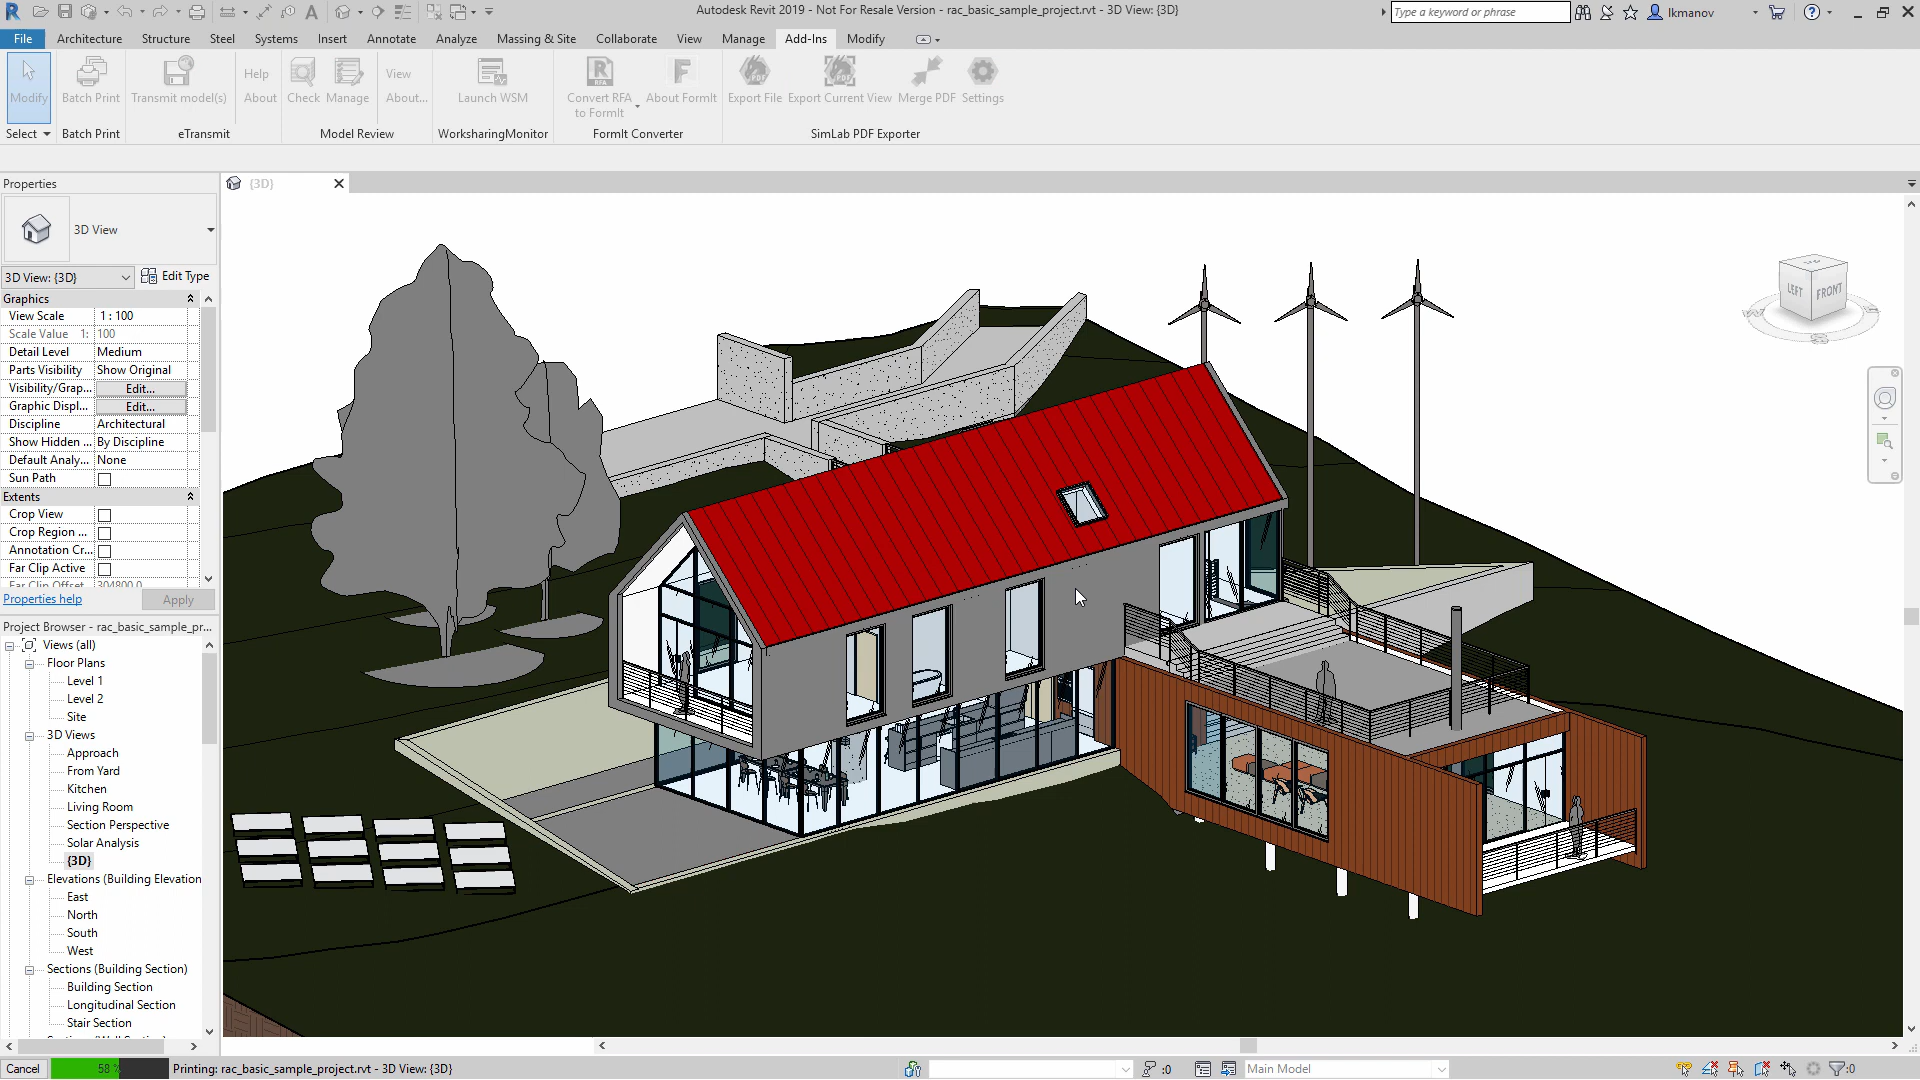 Autodesk Revit 2019 - Not For Resale Version - rac_basic_sample_project.rvt - 3D View: {3D}
Type a keyword or phrase
lkmanov
File Architecture Structure Steel Systems Insert Annotate Analyze Massing & Site Collaborate View Manage Add-Ins Modify
Modify
Batch Print
Transmit model(s)
Help
About
Check
Manage
View
About...
Launch WSM
Convert RFA
to FormIt
About FormIt
Export File
Export Current View
Merge PDF
Settings
Select
Batch Print
eTransmit
Model Review
WorksharingMonitor
FormIt Converter
SimLab PDF Exporter
Properties
{3D}
3D View
3D View: {3D}
Edit Type
Graphics
View Scale 1 : 100
Scale Value 1: 100
Detail Level Medium
Parts Visibility Show Original
Visibility/Grap... Edit...
Graphic Displ... Edit...
Discipline Architectural
Show Hidden ... By Discipline
Default Analy... None
Sun Path
Extents
Crop View
Crop Region ...
Annotation Cr...
Far Clip Active
Far Clip Offset 304800.0
Properties help
Apply
Project Browser - rac_basic_sample_pr...
Views (all)
Floor Plans
Level 1
Level 2
Site
3D Views
Approach
From Yard
Kitchen
Living Room
Section Perspective
Solar Analysis
{3D}
Elevations (Building Elevation
East
North
South
West
Sections (Building Section)
Building Section
Longitudinal Section
Stair Section
LEFT
FRONT
Cancel
58 %
Printing: rac_basic_sample_project.rvt - 3D View: {3D}
:0
Main Model
:0